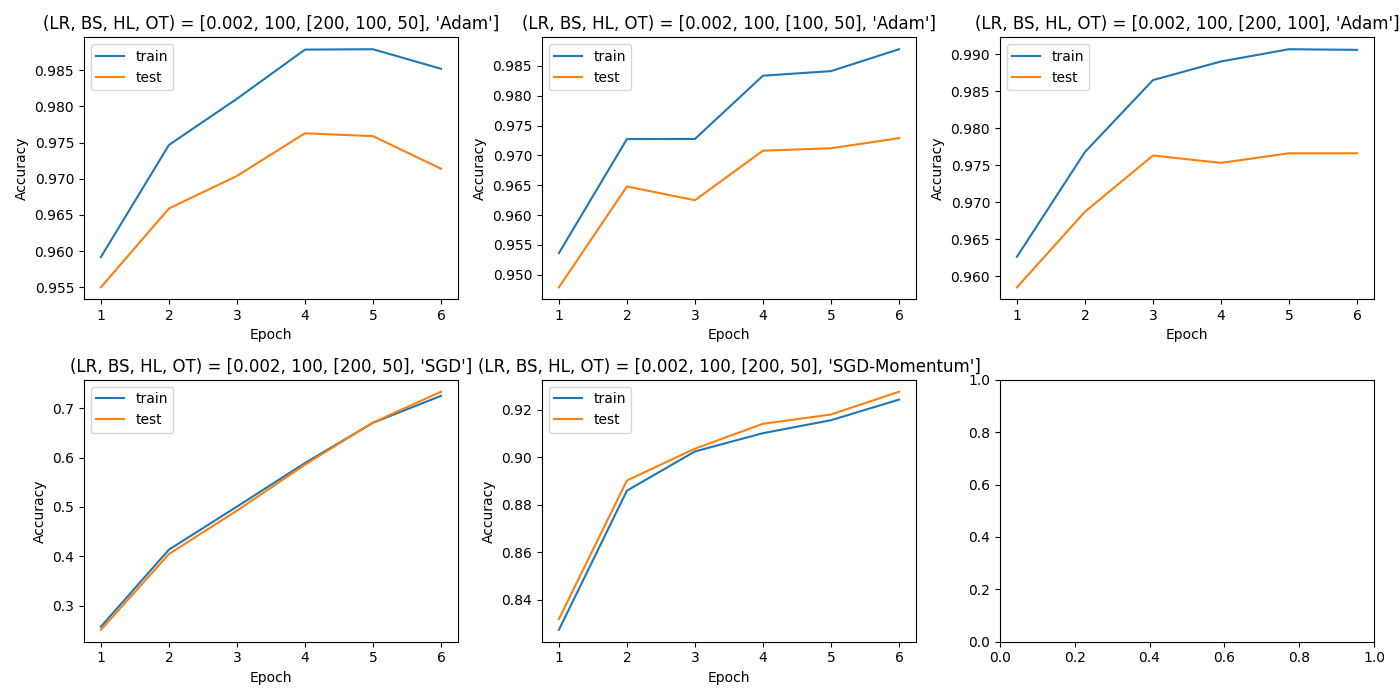 (LR, BS, HL, OT) = [0.002, 100, [200, 100, 50], 'Adam']
train
test
0.985
0.980
0.975
0.970
0.965
0.960
0.955
Accuracy
1 2 3 4 5 6
Epoch
(LR, BS, HL, OT) = [0.002, 100, [100, 50], 'Adam']
train
test
0.985
0.980
0.975
0.970
0.965
0.960
0.955
0.950
Accuracy
1 2 3 4 5 6
Epoch
(LR, BS, HL, OT) = [0.002, 100, [200, 100], 'Adam']
train
test
0.990
0.985
0.980
0.975
0.970
0.965
0.960
Accuracy
1 2 3 4 5 6
Epoch
(LR, BS, HL, OT) = [0.002, 100, [200, 50], 'SGD']
train
test
0.7
0.6
0.5
0.4
0.3
Accuracy
1 2 3 4 5 6
Epoch
(LR, BS, HL, OT) = [0.002, 100, [200, 50], 'SGD-Momentum']
train
test
0.92
0.90
0.88
0.86
0.84
Accuracy
1 2 3 4 5 6
Epoch
1.0
0.8
0.6
0.4
0.2
0.0
0.0 0.2 0.4 0.6 0.8 1.0